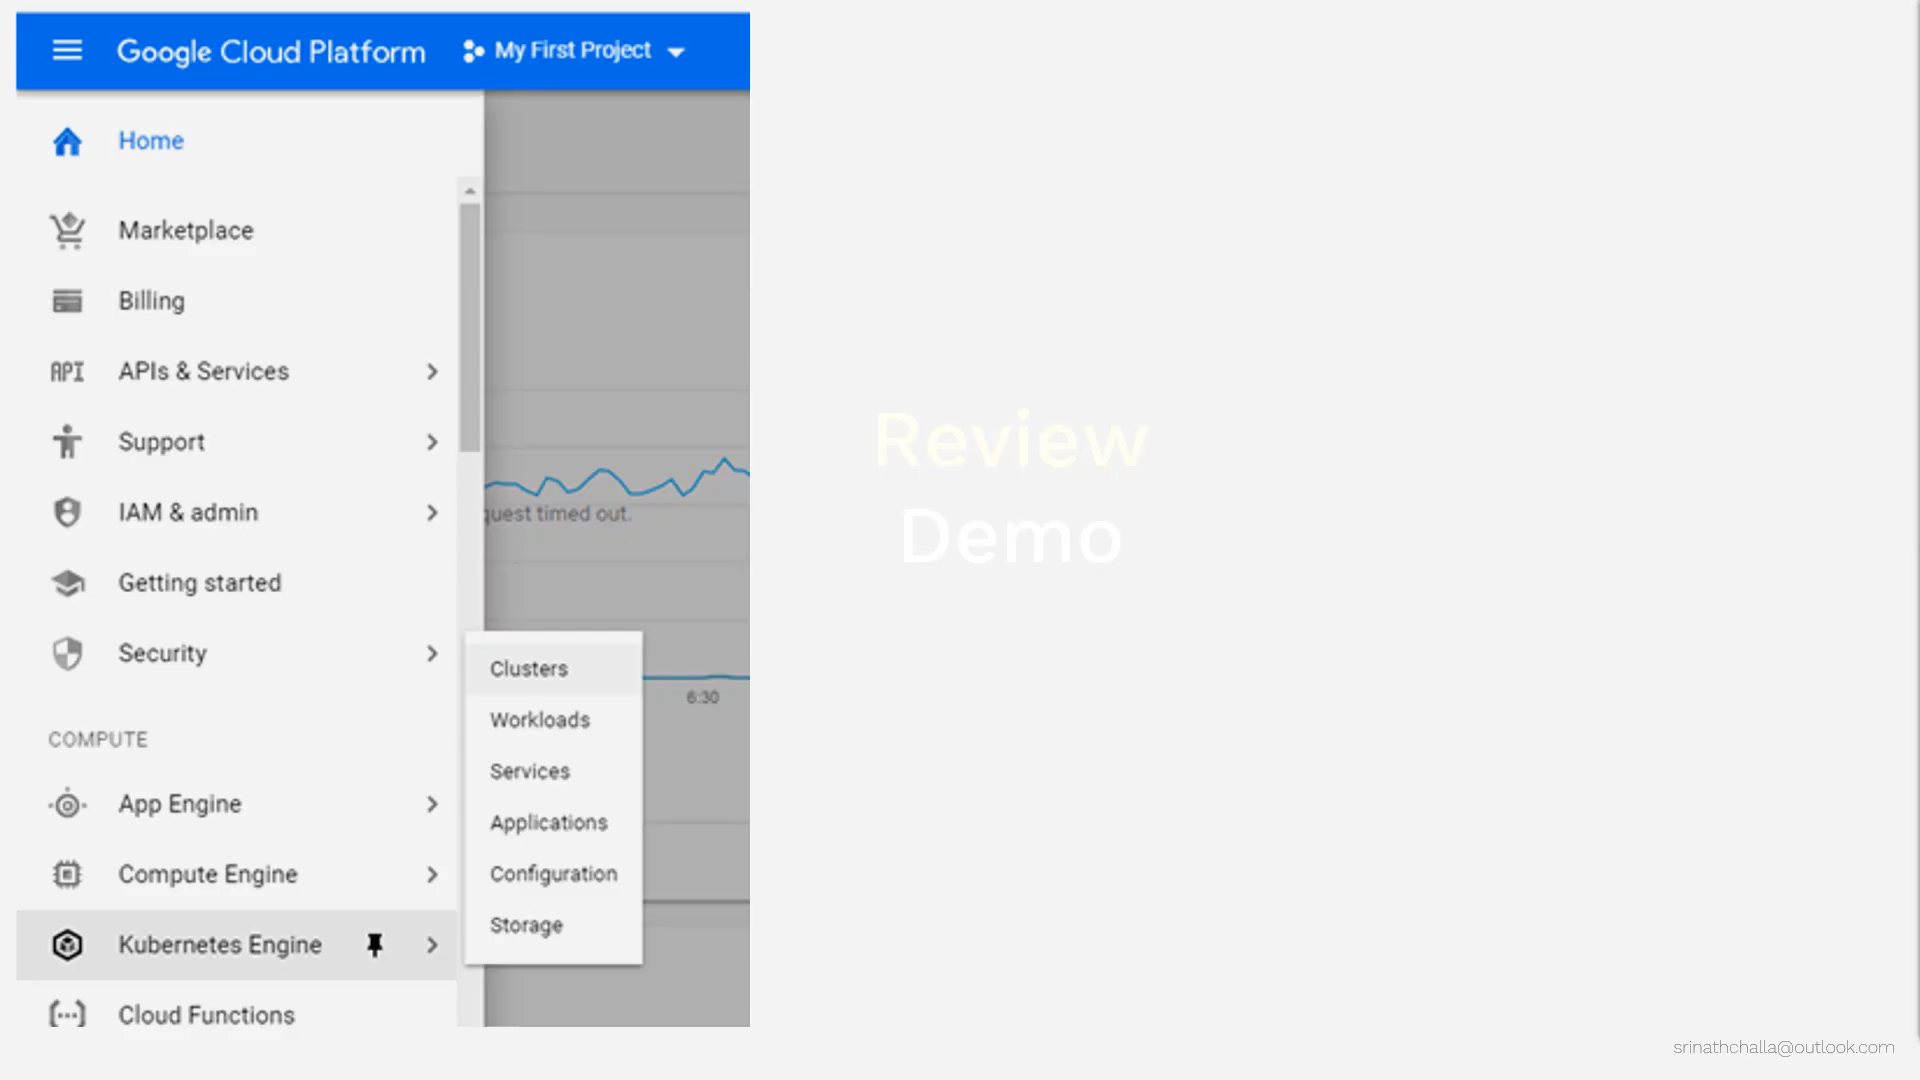 Google Cloud Platform
My First Project
Home
Marketplace
Billing
API
APIs & Services
Support
IAM & admin
Getting started
Security
COMPUTE
App Engine
Compute Engine
Kubernetes Engine
Cloud Functions
quest timed out.
6:30
Clusters
Workloads
Services
Applications
Configuration
Storage
Review
Demo
srinathchalla@outlook.com